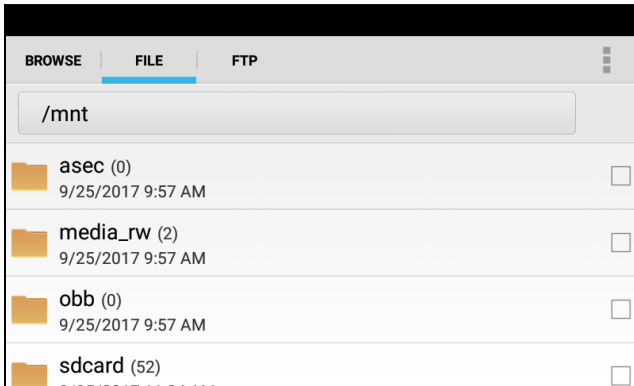 BROWSE FILE FTP
/mnt
asec (0)
9/25/2017 9:57 AM
media_rw (2)
9/25/2017 9:57 AM
obb (0)
9/25/2017 9:57 AM
sdcard (52)